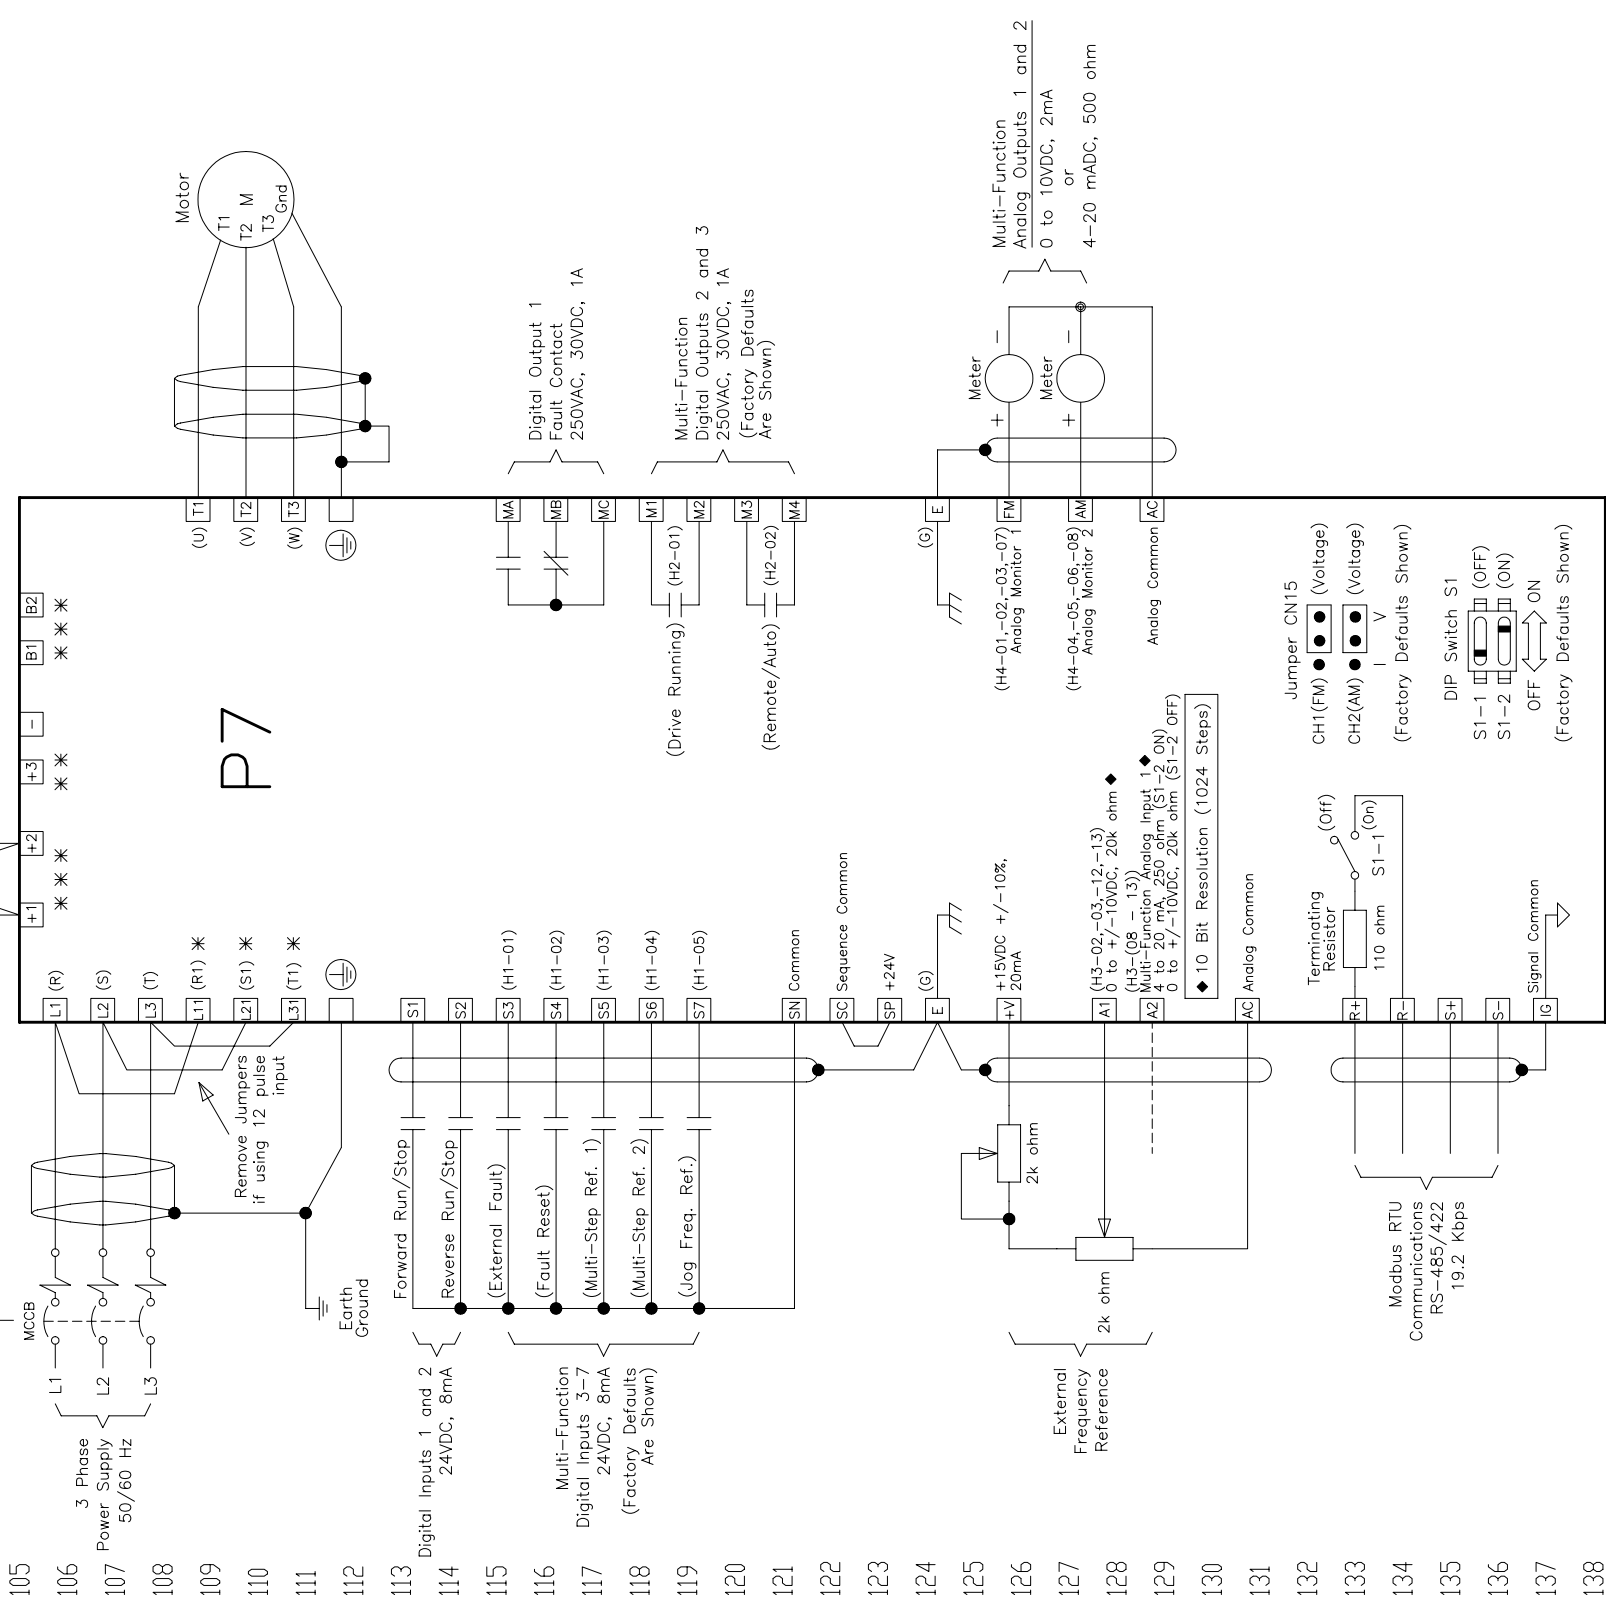 105
106
107
108
109
110
111
112
113
114
115
116
117
118
119
120
121
122
123
124
125
126
127
128
129
130
131
132
133
134
135
136
137
138
3 Phase
Power Supply
50/60 Hz
L1
L2
L3
MCCB
Earth
Ground
Remove Jumpers
if using 12 pulse
input
L1 (R)
L2 (S)
L3 (T)
L11 (R1) *
L21 (S1) *
L31 (T1) *
+1
+2
+3
-
B1
B2
* * *
* *
* * *
P7
(U) T1
(V) T2
(W) T3
Motor
T1
T2 M
T3
Gnd
Digital Inputs 1 and 2
24VDC, 8mA
Forward Run/Stop
Reverse Run/Stop
S1
S2
Multi-Function
Digital Inputs 3-7
24VDC, 8mA
(Factory Defaults
Are Shown)
(External Fault)
(Fault Reset)
(Multi-Step Ref. 1)
(Multi-Step Ref. 2)
(Jog Freq. Ref.)
S3 (H1-01)
S4 (H1-02)
S5 (H1-03)
S6 (H1-04)
S7 (H1-05)
SN Common
SC Sequence Common
SP +24V
E (G)
MA
MB
MC
Digital Output 1
Fault Contact
250VAC, 30VDC, 1A
(Drive Running) (H2-01)
M1
M2
(Remote/Auto) (H2-02)
M3
M4
Multi-Function
Digital Outputs 2 and 3
250VAC, 30VDC, 1A
(Factory Defaults
Are Shown)
External
Frequency
Reference
2k ohm
2k ohm
+V +15VDC +/-10%,
20mA
A1 (H3-02,-03,-12,-13)
0 to +/-10VDC, 20k ohm ◆
(H3-(08 - 13))
A2 Multi-Function Analog Input 1 ◆
4 to 20 mA, 250 ohm (S1-2 ON)
0 to +/-10VDC, 20k ohm (S1-2 OFF)
◆ 10 Bit Resolution (1024 Steps)
AC Analog Common
(G) E
(H4-01,-02,-03,-07) FM
Analog Monitor 1
(H4-04,-05,-06,-08) AM
Analog Monitor 2
Analog Common AC
+ Meter -
+ Meter -
Multi-Function
Analog Outputs 1 and 2
0 to 10VDC, 2mA
or
4-20 mADC, 500 ohm
Modbus RTU
Communications
RS-485/422
19.2 Kbps
R+
R-
S+
S-
IG Signal Common
Terminating
Resistor
110 ohm
S1-1
(Off)
(On)
Jumper CN15
CH1(FM) (Voltage)
CH2(AM) (Voltage)
I V
(Factory Defaults Shown)
DIP Switch S1
S1-1 (OFF)
S1-2 (ON)
OFF ON
(Factory Defaults Shown)